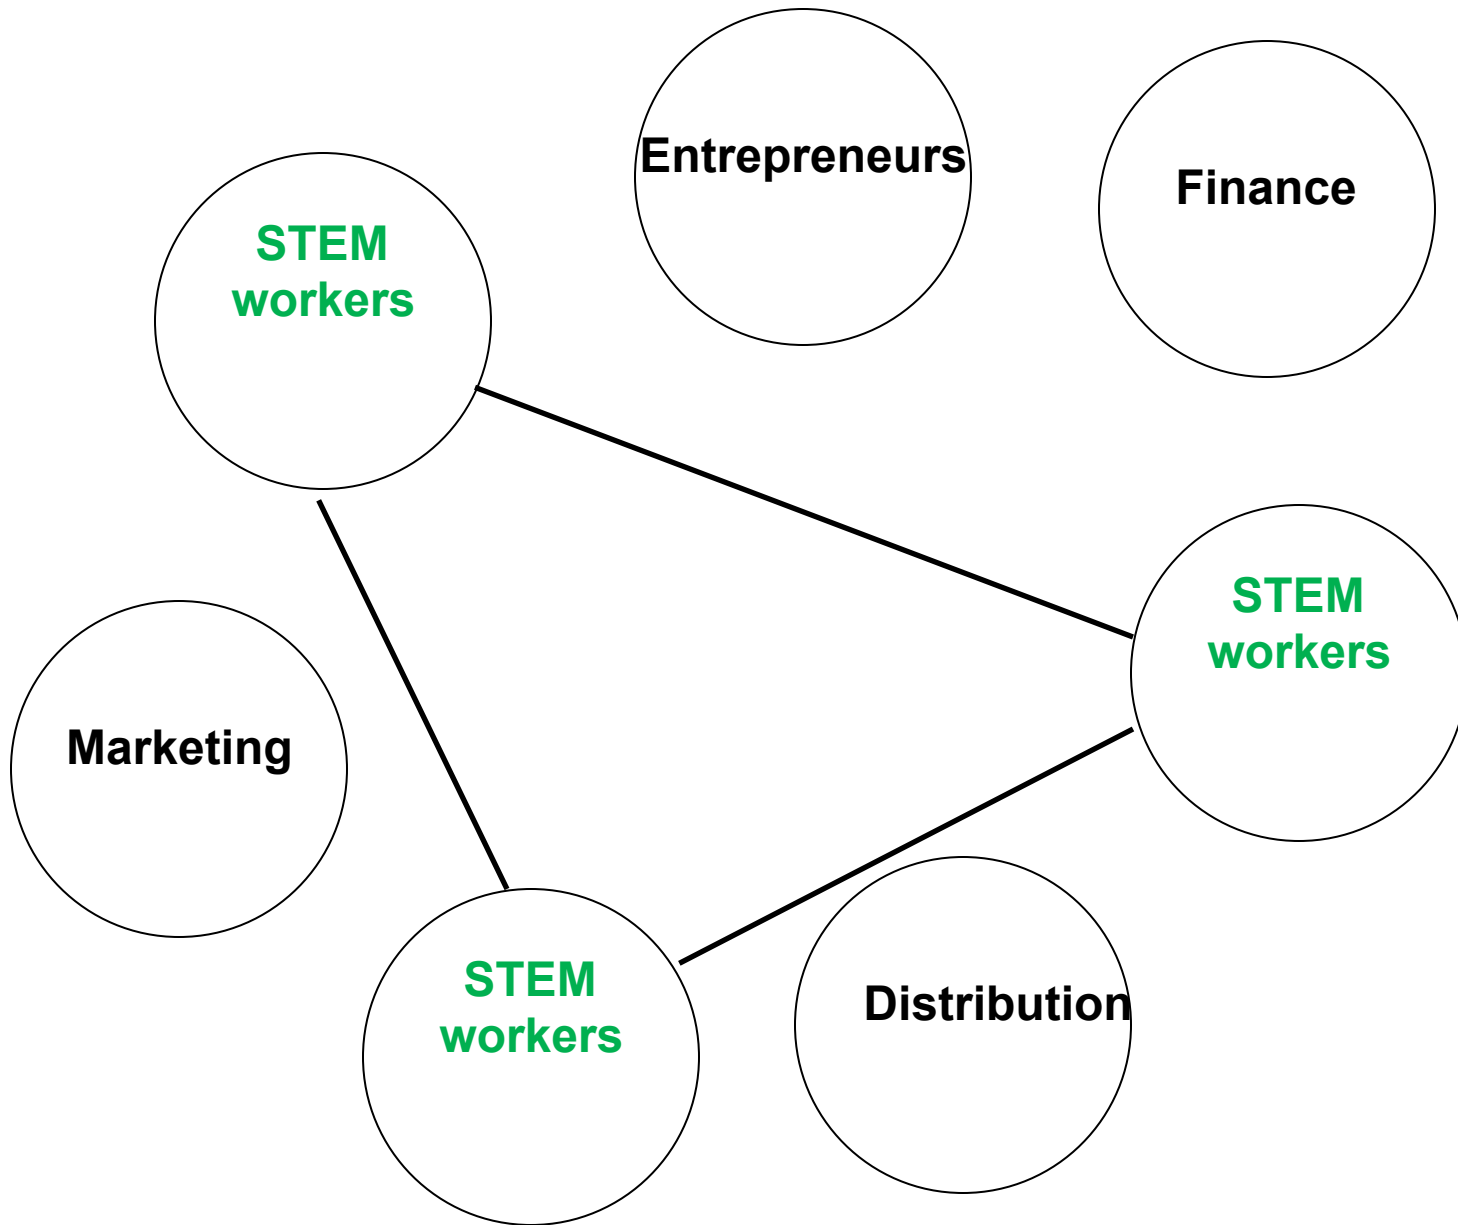 Entrepreneurs
Finance
STEM
workers
STEM
workers
Marketing
STEM
workers
Distribution